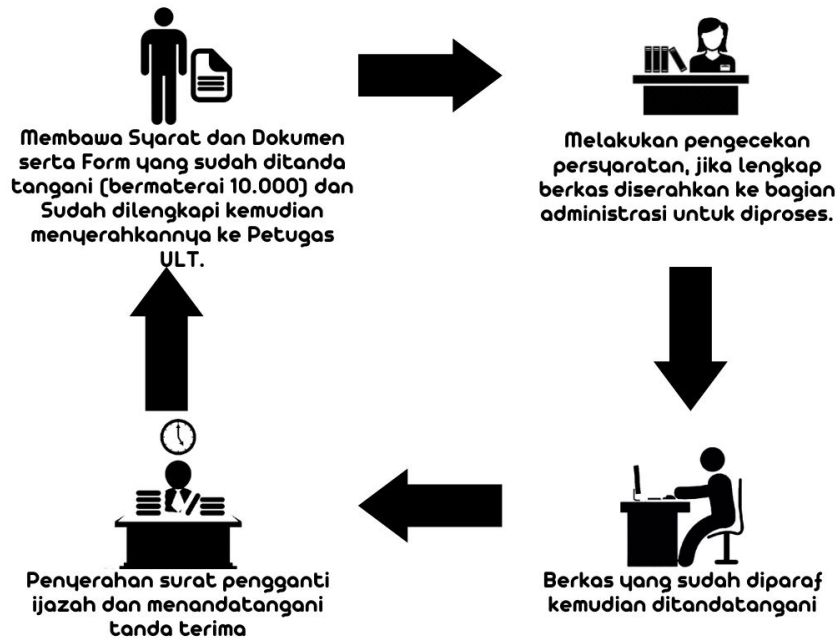 Membawa Syarat dan Dokumen
serta Form yang sudah ditanda
tangani (bermaterai 10.000) dan
Sudah dilengkapi kemudian
menyerahkannya ke Petugas
ULT.
Melakukan pengecekan
persyaratan, jika lengkap
berkas diserahkan ke bagian
administrasi untuk diproses.
Penyerahan surat pengganti
ijazah dan menandatangani
tanda terima
Berkas yang sudah diparaf
kemudian ditandatangani